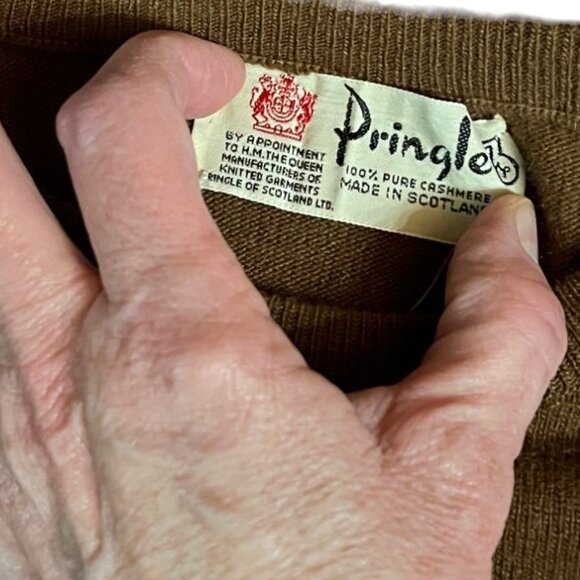 BY APPOINTMENT
TO H.M. THE QUEEN
MANUFACTURERS OF
KNITTED GARMENTS
RINGLE OF SCOTLAND LTD.
Pringle
100% PURE CASHMERE
MADE IN SCOTLAN